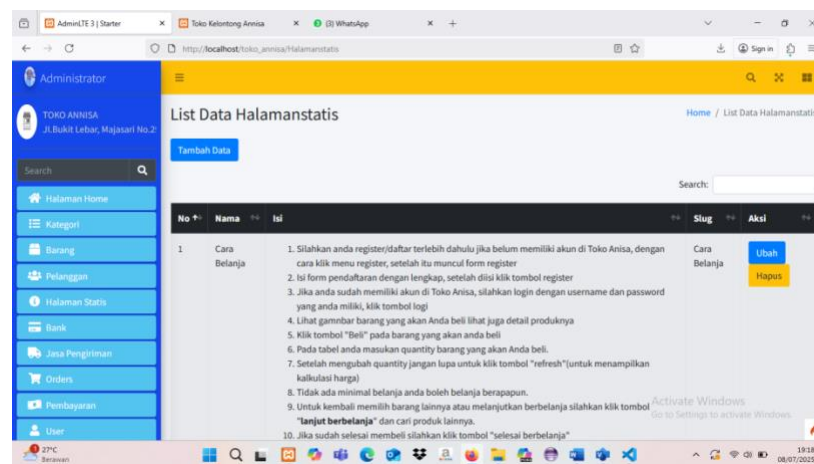 AdminLTE 3 | Starter
Toko Kelontong Annisa
(3) WhatsApp
http://localhost/toko_annisa/Halamanstatis
Sign in
Administrator
TOKO ANNISA
Jl.Bukit Lebar, Majasari No.2
Search
Halaman Home
Kategori
Barang
Pelanggan
Halaman Statis
Bank
Jasa Pengiriman
Orders
Pembayaran
User
List Data Halamanstatis
Home / List Data Halamanstati
Tambah Data
Search:
No Nama Isi Slug Aksi
1 Cara Belanja
1. Silahkan anda register/daftar terlebih dahulu jika belum memiliki akun di Toko Anisa, dengan
cara klik menu register, setelah itu muncul form register
2. Isi form pendaftaran dengan lengkap, setelah diisi klik tombol register
3. Jika anda sudah memiliki akun di Toko Anisa, silahkan login dengan username dan password
yang anda miliki, klik tombol logi
4. Lihat gamnbar barang yang akan Anda beli lihat juga detail produknya
5. Klik tombol "Beli" pada barang yang akan anda beli
6. Pada tabel anda masukan quantity barang yang akan Anda beli.
7. Setelah mengubah quantity jangan lupa untuk klik tombol "refresh"(untuk menampilkan
kalkulasi harga)
8. Tidak ada minimal belanja anda boleh belanja berapapun.
9. Untuk kembali memilih barang lainnya atau melanjutkan berbelanja silahkan klik tombol
"lanjut berbelanja" dan cari produk lainnya.
10. Jika sudah selesai membeli silahkan klik tombol "selesai berbelanja"
Cara Belanja
Ubah
Hapus
Activate Windows
Go to Settings to activate Windows.
27°C
Berawan
19:18
08/07/2025